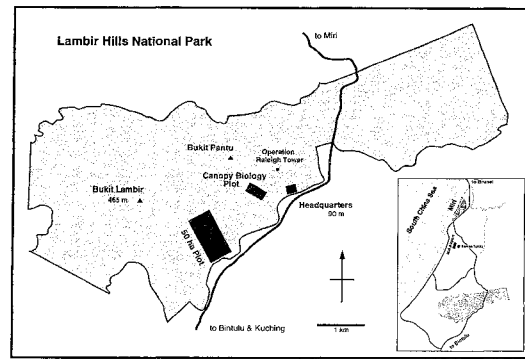 Lambir Hills National Park
to Miri
Bukit Pantu
Operation
Raleigh Tower
Canopy Biology
Plot
Bukit Lambir
465 m
Headquarters
90 m
50 ha Plot
to Bintulu & Kuching
1 km
to Brunei
South China Sea
Miri
to Bintulu